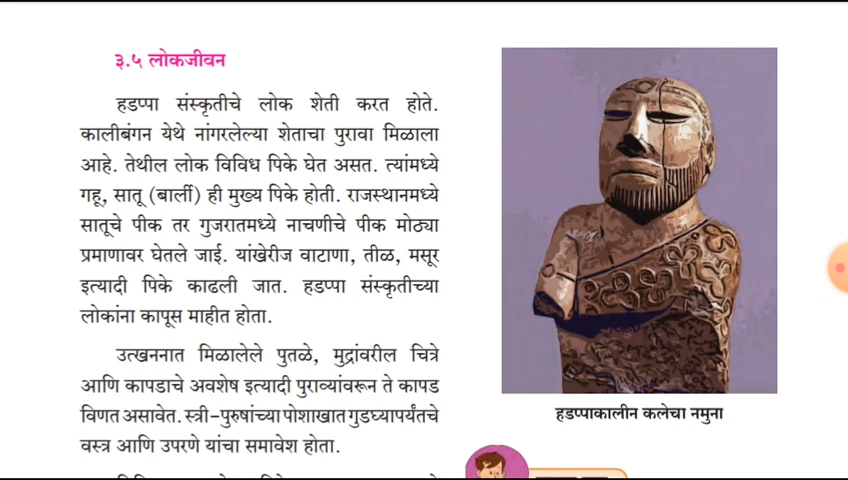 ३.५ लोकजीवन
हडप्पा संस्कृतीचे लोक शेती करत होते.
कालीबंगन येथे नांगरलेल्या शेताचा पुरावा मिळाला
आहे. तेथील लोक विविध पिके घेत असत. त्यांमध्ये
गहू, सातू (बार्ली) ही मुख्य पिके होती. राजस्थानमध्ये
सातूचे पीक तर गुजरातमध्ये नाचणीचे पीक मोठ्या
प्रमाणावर घेतले जाई. यांखेरीज वाटाणा, तीळ, मसूर
इत्यादी पिके काढली जात. हडप्पा संस्कृतीच्या
लोकांना कापूस माहीत होता.
उत्खननात मिळालेले पुतळे, मुद्रांवरील चित्रे
आणि कापडाचे अवशेष इत्यादी पुराव्यांवरून ते कापड
विणत असावेत. स्त्री-पुरुषांच्या पोशाखात गुडघ्यापर्यंतचे
वस्त्र आणि उपरणे यांचा समावेश होता.
हडप्पाकालीन कलेचा नमुना